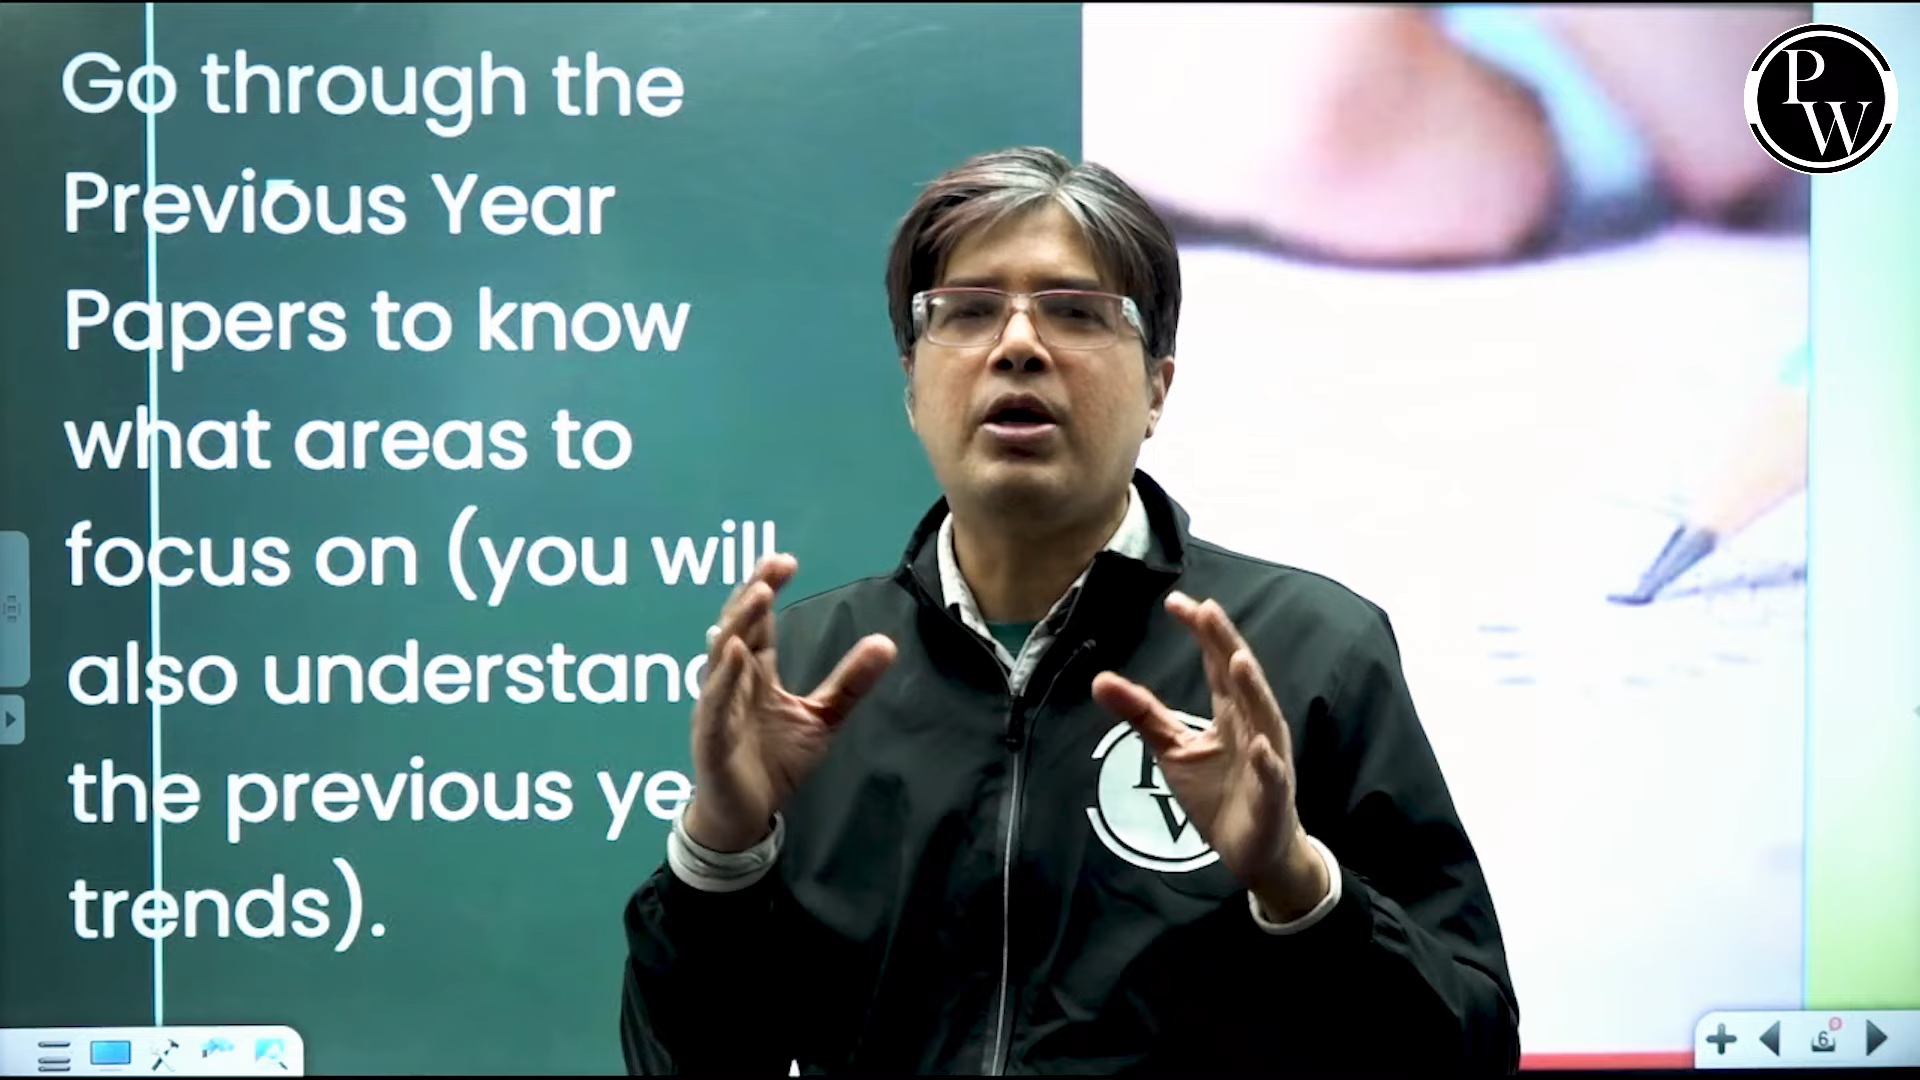 Go through the
Previous Year
Papers to know
what areas to
focus on (you will
also understand
the previous ye
trends).
P
W
P
W
6